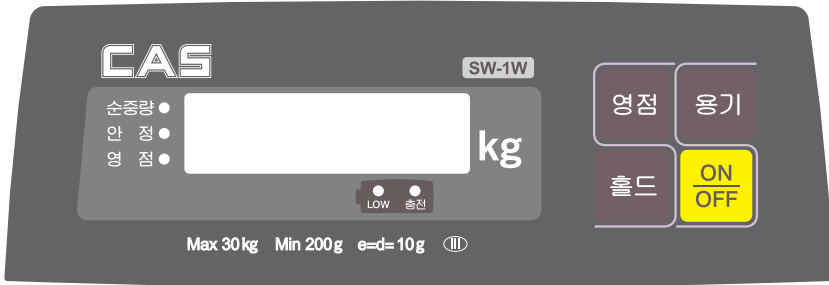 CAS
SW-1W
순중량
안 정
영 점
kg
LOW 충전
영점 용기
홀드 ON
OFF
Max 30kg Min 200g e=d=10g Ⅲ